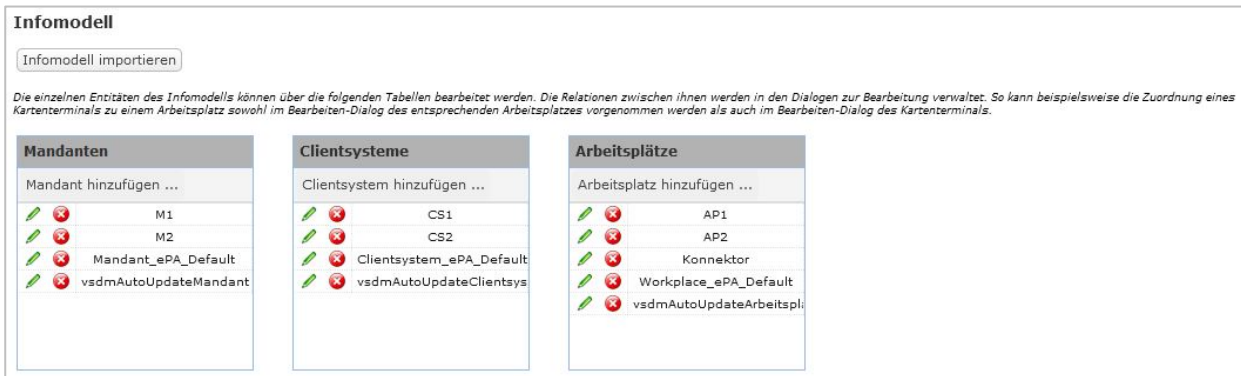 Infomodell
Infomodell importieren
Die einzelnen Entitäten des Infomodells können über die folgenden Tabellen bearbeitet werden. Die Relationen zwischen ihnen werden in den Dialogen zur Bearbeitung verwaltet. So kann beispielsweise die Zuordnung eines
Kartenterminals zu einem Arbeitsplatz sowohl im Bearbeiten-Dialog des entsprechenden Arbeitsplatzes vorgenommen werden als auch im Bearbeiten-Dialog des Kartenterminals.
Mandanten
Mandant hinzufügen ...
M1
M2
Mandant_ePA_Default
vsdmAutoUpdateMandant
Clientsysteme
Clientsystem hinzufügen ...
CS1
CS2
Clientsystem_ePA_Default
vsdmAutoUpdateClientsys
Arbeitsplätze
Arbeitsplatz hinzufügen ...
AP1
AP2
Konnektor
Workplace_ePA_Default
vsdmAutoUpdateArbeitspl